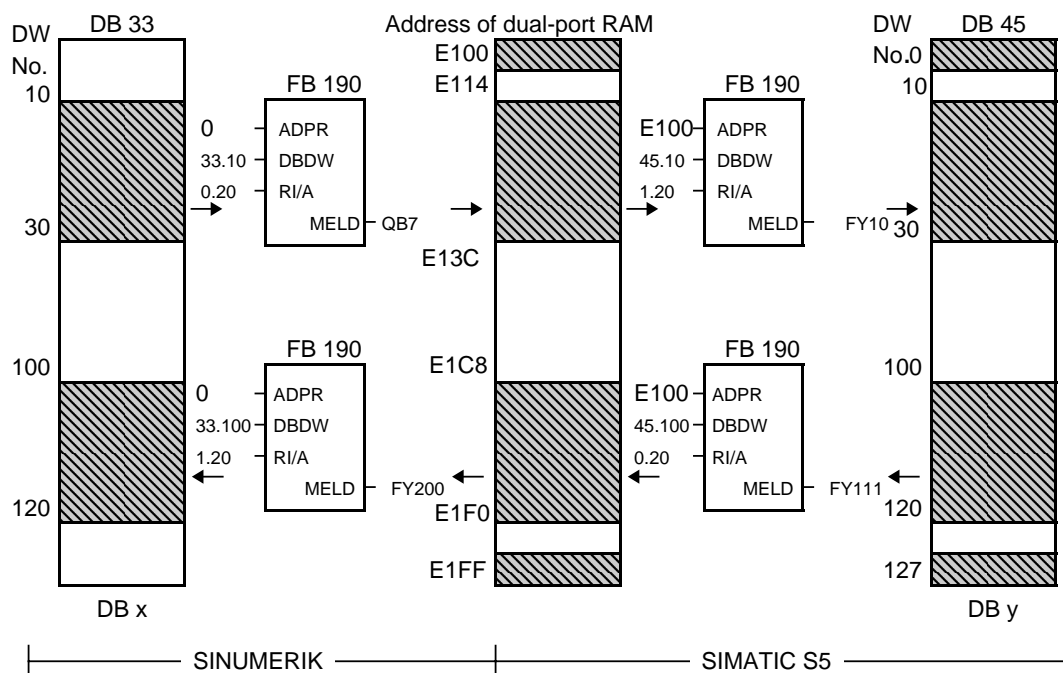 DW
No.
DB 33
Address of dual-port RAM
DW
No.0
DB 45
10
E100
E114
10
FB 190
0
ADPR
33.10
DBDW
0.20
RI/A
MELD
QB7
FB 190
E100
ADPR
45.10
DBDW
1.20
RI/A
MELD
FY10
30
E13C
30
100
E1C8
100
FB 190
0
ADPR
33.100
DBDW
1.20
RI/A
MELD
FY200
FB 190
E100
ADPR
45.100
DBDW
0.20
RI/A
MELD
FY111
120
E1F0
120
E1FF
127
DB x
DB y
SINUMERIK
SIMATIC S5